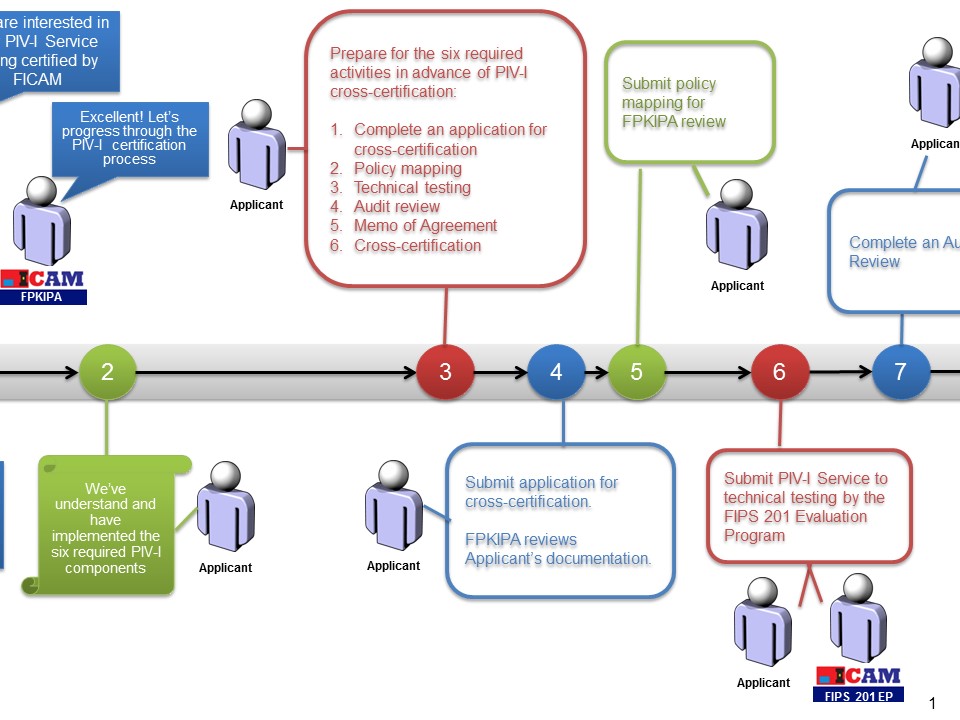 are interested in
PIV-I Service
ng certified by
FICAM
Excellent! Let's
progress through the
PIV-I certification
process
ICAM
FPKIPA
Applicant
Prepare for the six required
activities in advance of PIV-I
cross-certification:
1. Complete an application for
cross-certification
2. Policy mapping
3. Technical testing
4. Audit review
5. Memo of Agreement
6. Cross-certification
Submit policy
mapping for
FPKIPA review
Applicant
Applican
Complete an Au
Review
2
3
4
5
6
7
We've
understand and
have
implemented the
six required PIV-I
components
Applicant
Applicant
Submit application for
cross-certification.
FPKIPA reviews
Applicant's documentation.
Submit PIV-I Service to
technical testing by the
FIPS 201 Evaluation
Program
Applicant
ICAM
FIPS 201 EP
1